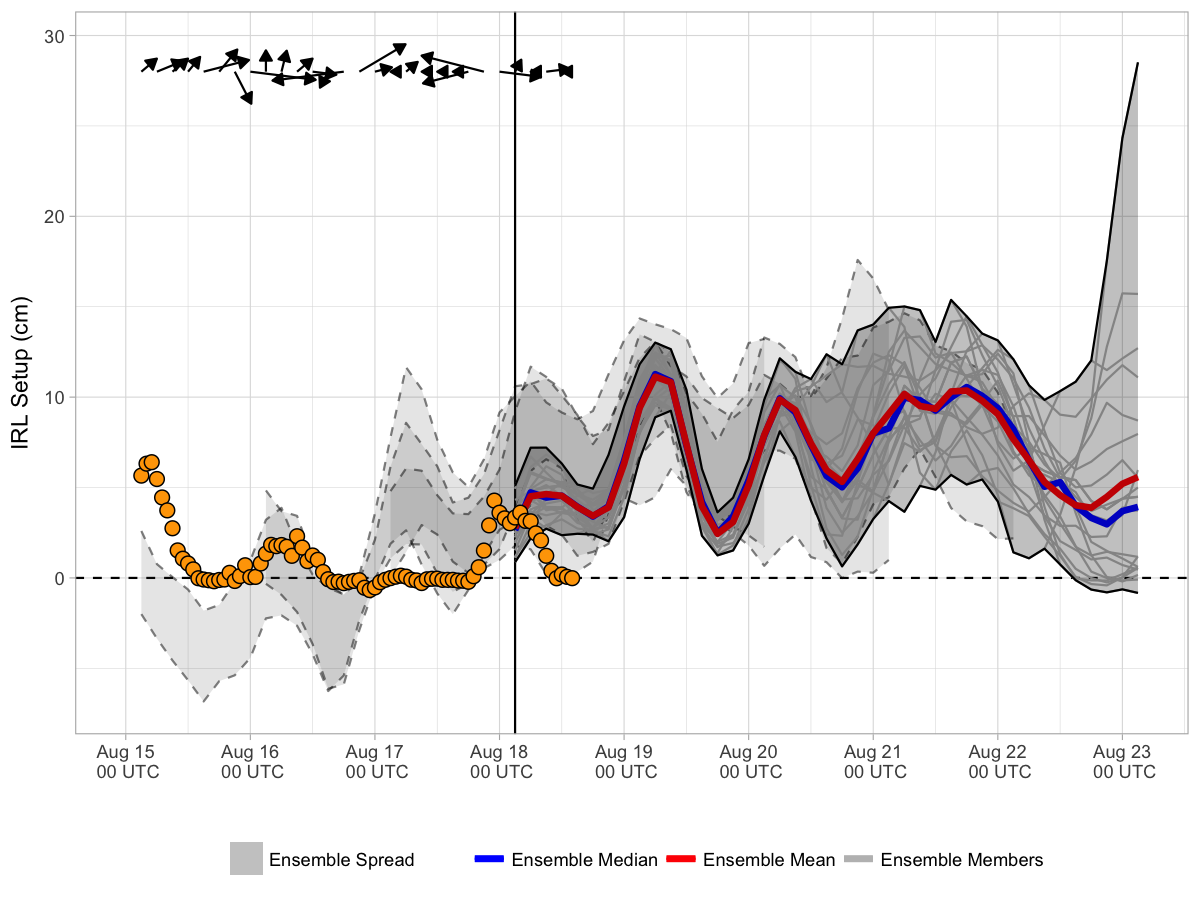 IRL Setup (cm)
30
20
10
0
Aug 15 Aug 16 Aug 17 Aug 18 Aug 19 Aug 20 Aug 21 Aug 22 Aug 23
00 UTC 00 UTC 00 UTC 00 UTC 00 UTC 00 UTC 00 UTC 00 UTC 00 UTC
Ensemble Spread Ensemble Median Ensemble Mean Ensemble Members